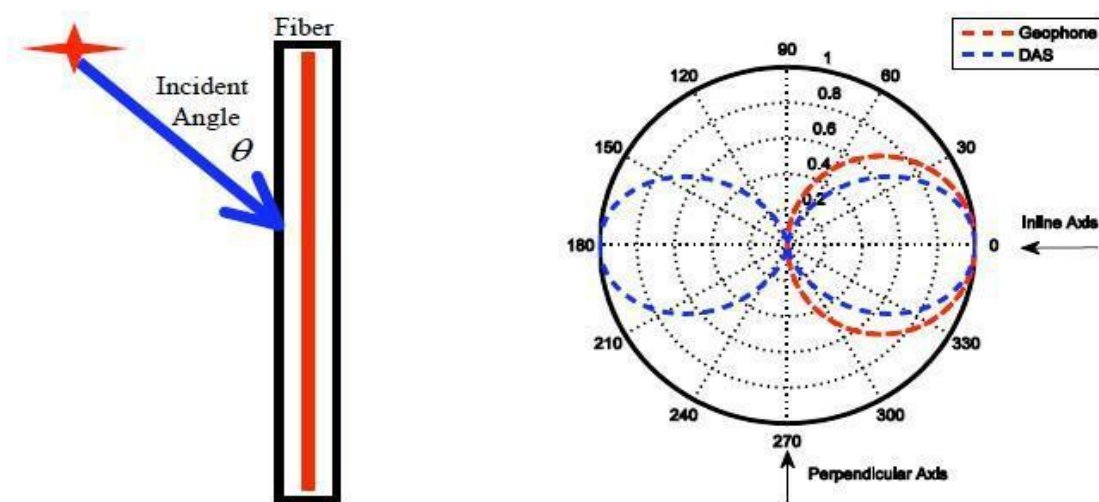 Fiber
Incident
Angle
θ
Geophone
DAS
90
120
60
1
0.8
0.6
150
0.4
30
0.2
Inline Axis
180
0
210
330
240
300
270
Perpendicular Axis